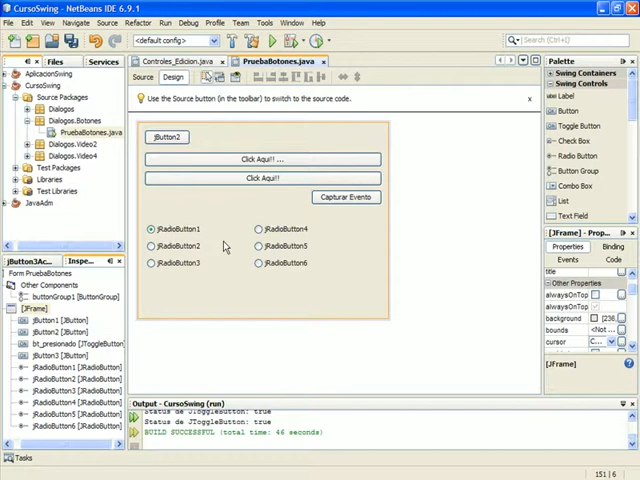 CursoSwing - NetBeans IDE 6.9.1
File Edit View Navigate Source Refactor Run Debug Profile Team Tools Window Help
<default config>
Search (Ctrl+I)
Files Services
Controls_Edicion.java x PruebaBotones.java x
Palette
Source Design
Use the Source button (in the toolbar) to switch to the source code. x
AplicacionSwing
CursoSwing
Source Packages
Dialogos
Dialogos.Botones
PruebaBotones.java
Dialogos.Video2
Dialogos.Video4
Test Packages
Libraries
Test Libraries
JavaAdm
jButton2
Click Aqui!! ...
Click Aqui!!
Capturar Evento
jRadioButton1 jRadioButton4
jRadioButton2 jRadioButton5
jRadioButton3 jRadioButton6
Swing Containers
Swing Controls
Label
Button
Toggle Button
Check Box
Radio Button
Button Group
Combo Box
List
Text Field
[JFrame] - Prop...
Properties Binding
Events Code
title
Other Properties
alwaysOnTop
alwaysOnTop
background [236,
bounds <Not ...
cursor C...
[JFrame]
jButton3Ac... Inspe...
Form PruebaBotones
Other Components
buttonGroup1 [ButtonGroup]
[JFrame]
jButton1 [JButton]
jButton2 [JButton]
bt_presionado [JToggleButton]
jButton3 [JButton]
jRadioButton1 [JRadioButton]
jRadioButton2 [JRadioButton]
jRadioButton3 [JRadioButton]
jRadioButton4 [JRadioButton]
jRadioButton5 [JRadioButton]
jRadioButton6 [JRadioButton]
Output - CursoSwing (run)
Status de JToggleButton: true
Status de JToggleButton: true
BUILD SUCCESSFUL (total time: 46 seconds)
Tasks
151 | 6